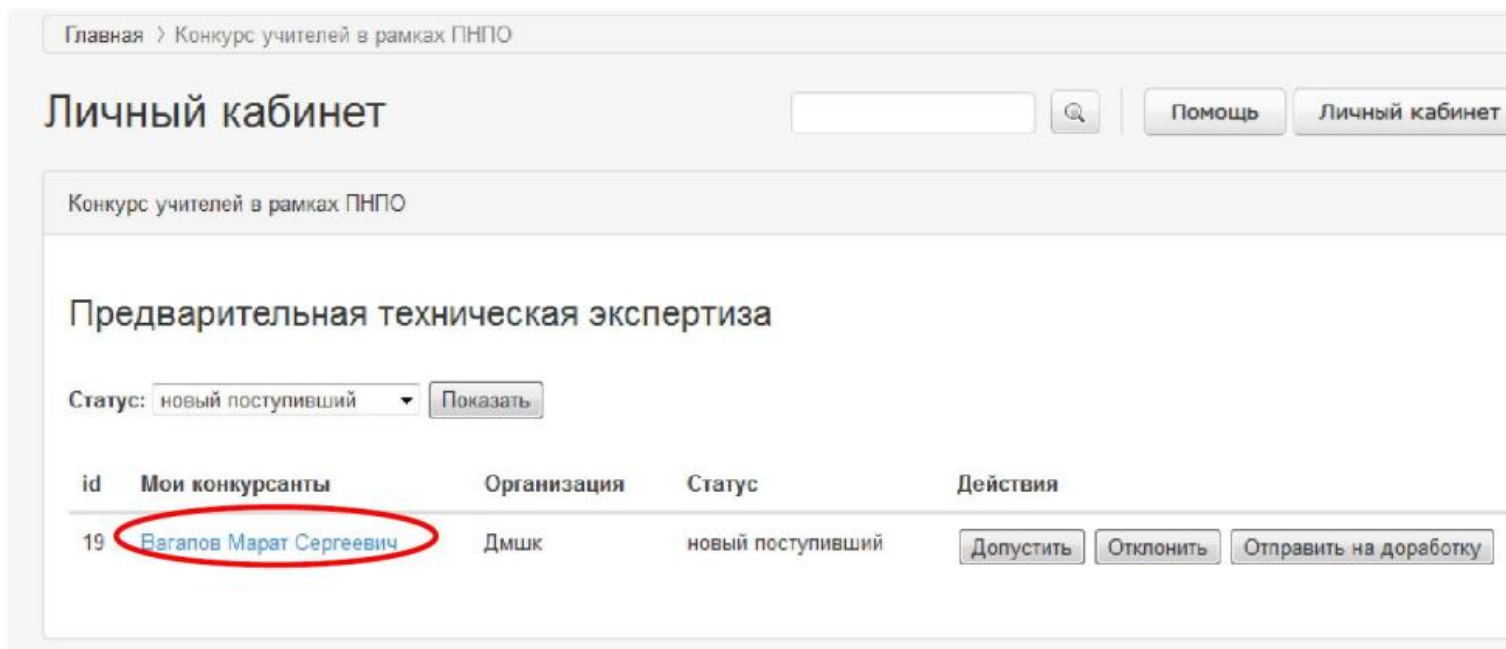 Главная > Конкурс учителей в рамках ПНПО
Личный кабинет
Помощь
Личный кабинет
Конкурс учителей в рамках ПНПО
Предварительная техническая экспертиза
Статус: новый поступивший Показать
id Мои конкурсанты Организация Статус Действия
19 Вагапов Марат Сергеевич Дмшк новый поступивший Допустить Отклонить Отправить на доработку